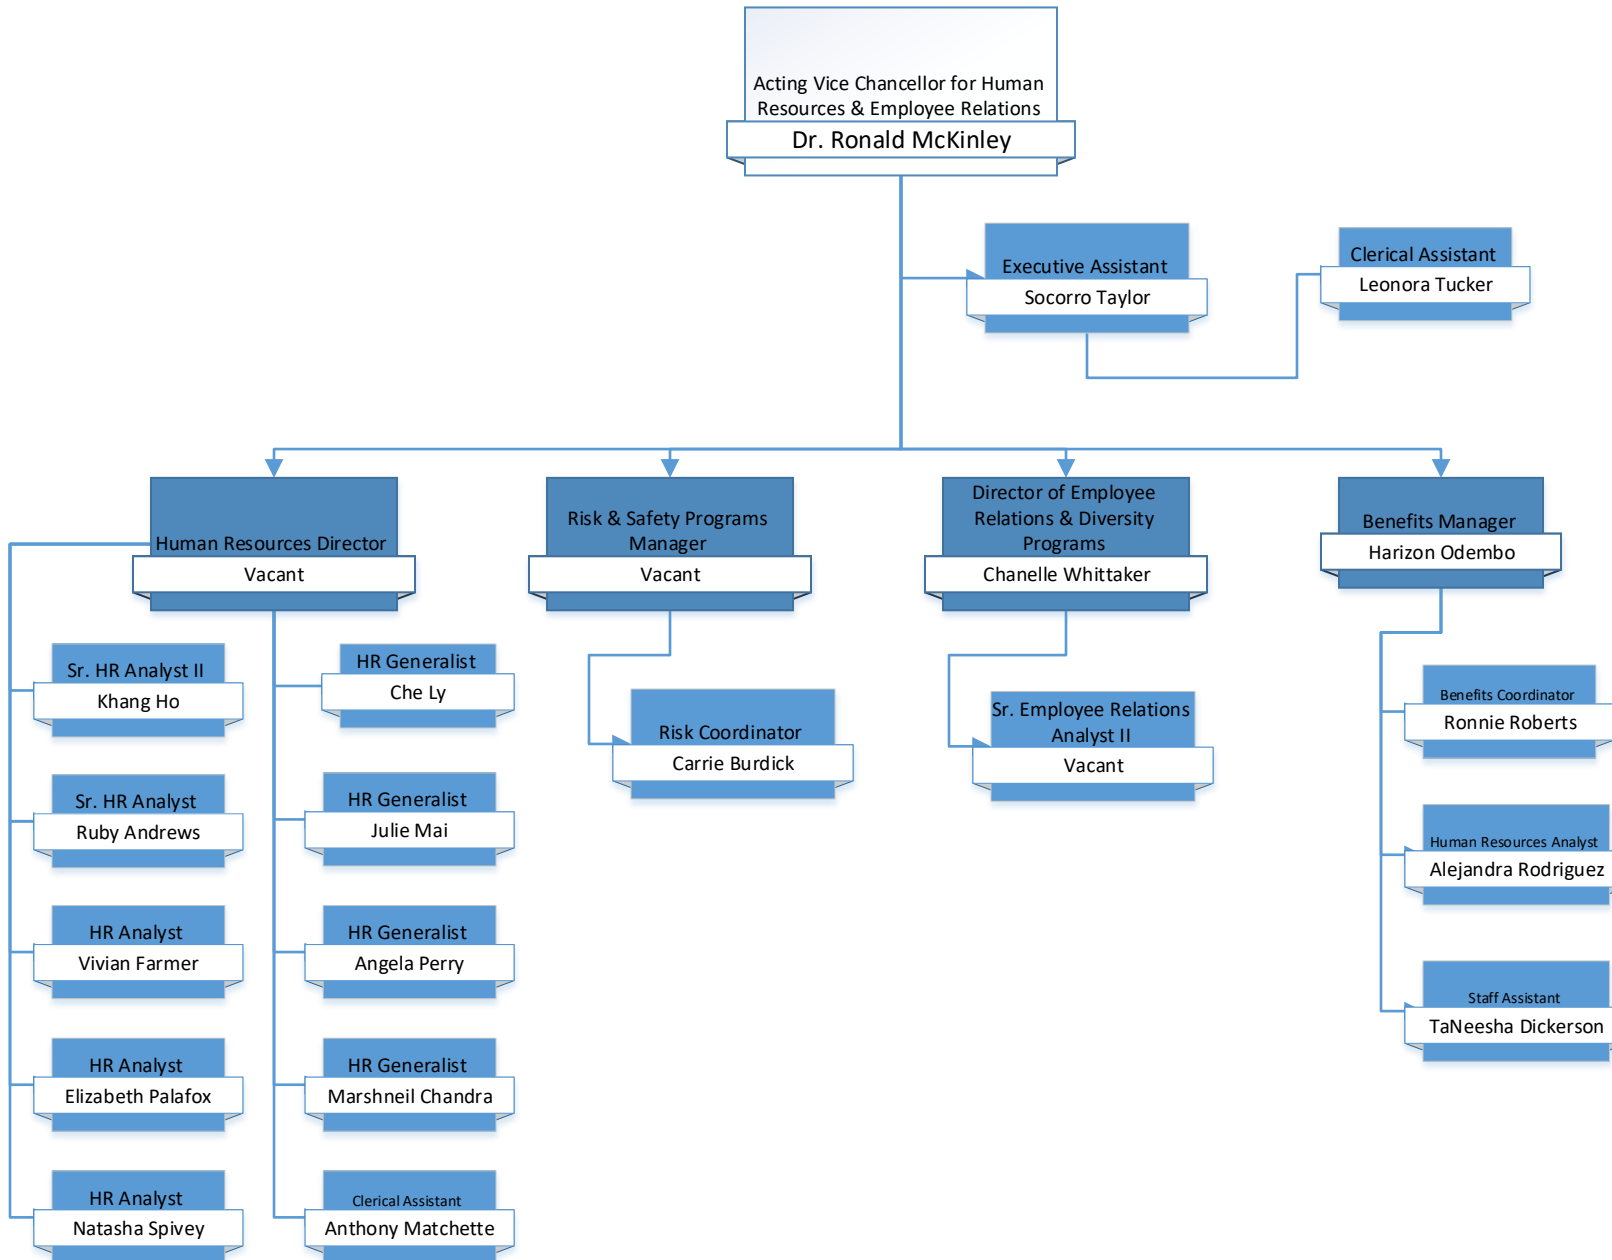 Acting Vice Chancellor for Human
Resources & Employee Relations
Dr. Ronald McKinley
Executive Assistant
Socorro Taylor
Clerical Assistant
Leonora Tucker
Human Resources Director
Vacant
Risk & Safety Programs
Manager
Vacant
Director of Employee
Relations & Diversity
Programs
Chanelle Whittaker
Benefits Manager
Harizon Odembo
Sr. HR Analyst II
Khang Ho
Sr. HR Analyst
Ruby Andrews
HR Analyst
Vivian Farmer
HR Analyst
Elizabeth Palafox
HR Analyst
Natasha Spivey
HR Generalist
Che Ly
HR Generalist
Julie Mai
HR Generalist
Angela Perry
HR Generalist
Marshneil Chandra
Clerical Assistant
Anthony Matchette
Risk Coordinator
Carrie Burdick
Sr. Employee Relations
Analyst II
Vacant
Benefits Coordinator
Ronnie Roberts
Human Resources Analyst
Alejandra Rodriguez
Staff Assistant
TaNeesha Dickerson